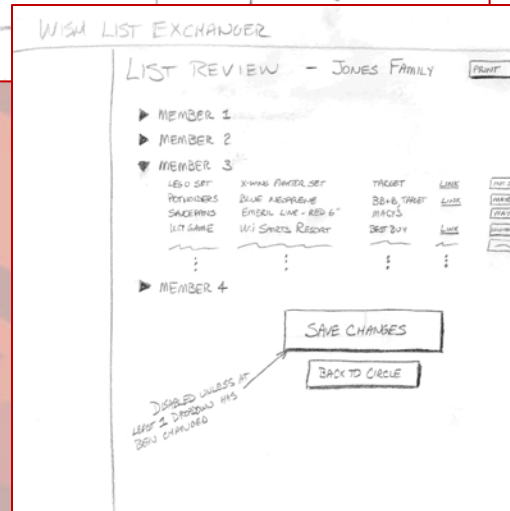 WISH LIST EXCHANGER
LIST REVIEW - JONES FAMILY PRINT
MEMBER 1
MEMBER 2
MEMBER 3
LEGO SET X-WING FIGHTER SET TARGET LINK
POTHOLDERS BLUE NEOPRENE BB+B, TARGET LINK
SAUCEPANS EMERIL LINE - RED 6" MACYS
WII GAME Wii SPORTS RESORT BEST BUY LINK
MEMBER 4
SAVE CHANGES
BACK TO CIRCLE
DISABLED UNLESS AT
LEAST 1 DROPDOWN HAS
BEEN CHANGED